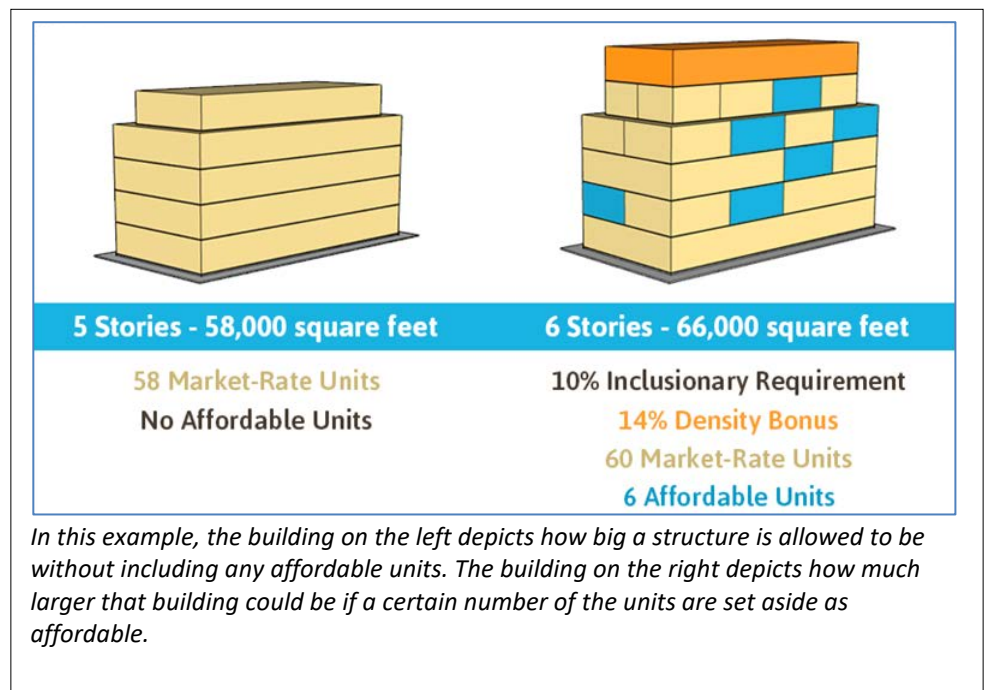 5 Stories - 58,000 square feet
58 Market-Rate Units
No Affordable Units
6 Stories - 66,000 square feet
10% Inclusionary Requirement
14% Density Bonus
60 Market-Rate Units
6 Affordable Units
In this example, the building on the left depicts how big a structure is allowed to be
without including any affordable units. The building on the right depicts how much
larger that building could be if a certain number of the units are set aside as
affordable.